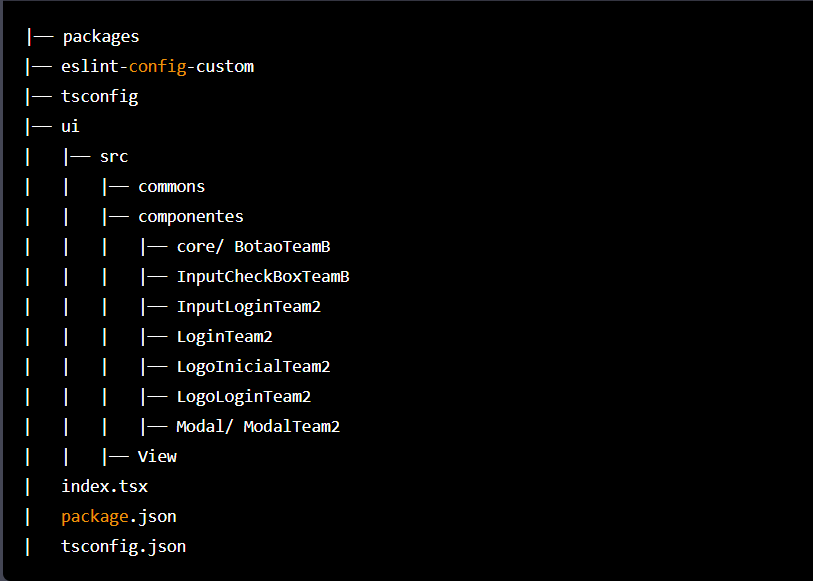 |── packages
|── eslint-config-custom
|── tsconfig
|── ui
|   |── src
|   |   |── commons
|   |   |── componentes
|   |   |   |── core/ BotaoTeamB
|   |   |   |── InputCheckBoxTeamB
|   |   |   |── InputLoginTeam2
|   |   |   |── LoginTeam2
|   |   |   |── LogoInicialTeam2
|   |   |   |── LogoLoginTeam2
|   |   |   |── Modal/ ModalTeam2
|   |   |── View
|   index.tsx
|   package.json
|   tsconfig.json